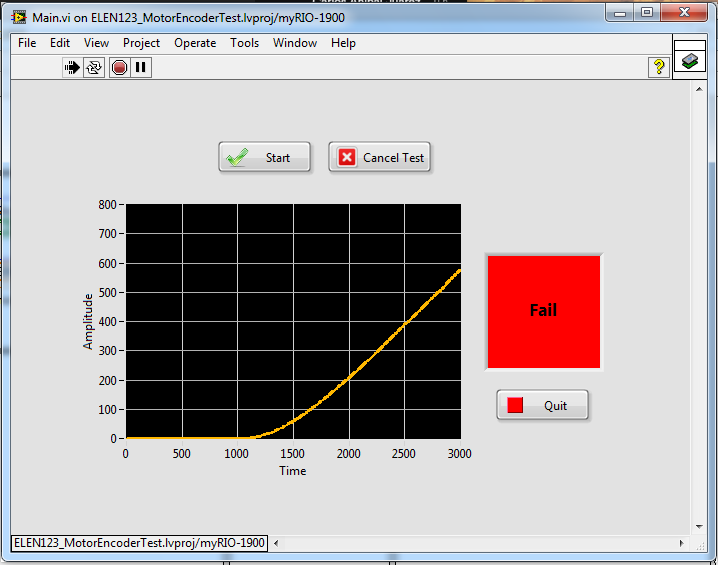 Main.vi on ELEN123_MotorEncoderTest.lvproj/myRIO-1900
File Edit View Project Operate Tools Window Help
Start
Cancel Test
800
700
600
500
400
300
200
100
0
Amplitude
0 500 1000 1500 2000 2500 3000
Time
Fail
Quit
ELEN123_MotorEncoderTest.lvproj/myRIO-1900